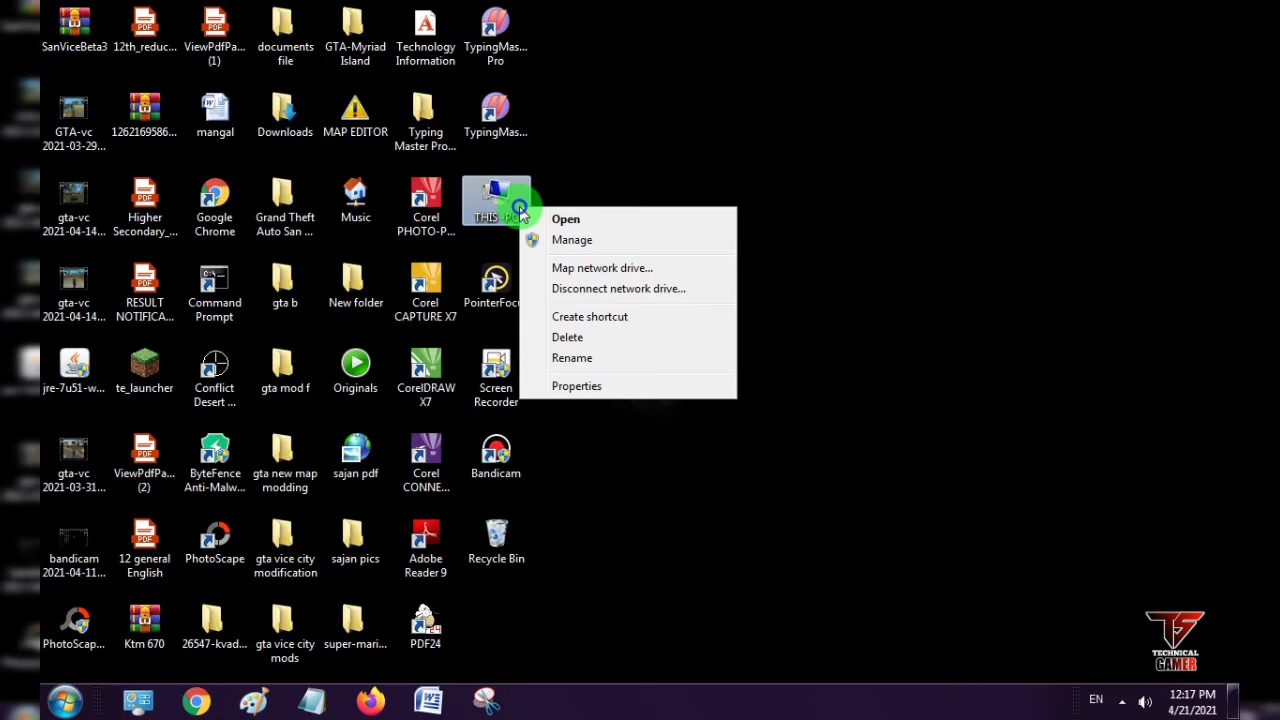 SanViceBeta3
12th_reduc...
ViewPdfPa...
(1)
documents
file
GTA-Myriad
Island
Technology
Information
TypingMas...
Pro
GTA-vc
2021-03-29...
1262169586...
mangal
Downloads
MAP EDITOR
Typing
Master Pro...
TypingMas...
gta-vc
2021-04-14...
Higher
Secondary_...
Google
Chrome
Grand Theft
Auto San ...
Music
Corel
PHOTO-P...
THIS PC
gta-vc
2021-04-14...
RESULT
NOTIFICA...
Command
Prompt
gta b
New folder
Corel
CAPTURE X7
PointerFocu
jre-7u51-w...
te_launcher
Conflict
Desert ...
gta mod f
Originals
CorelDRAW
X7
Screen
Recorder
gta-vc
2021-03-31...
ViewPdfPa...
(2)
ByteFence
Anti-Malw...
gta new map
modding
sajan pdf
Corel
CONNE...
Bandicam
bandicam
2021-04-11...
12 general
English
PhotoScape
gta vice city
modification
sajan pics
Adobe
Reader 9
Recycle Bin
PhotoScap...
Ktm 670
26547-kvad...
gta vice city
mods
super-mari...
PDF24
Open
Manage
Map network drive...
Disconnect network drive...
Create shortcut
Delete
Rename
Properties
TS
TECHNICAL
GAMER
EN
12:17 PM
4/21/2021